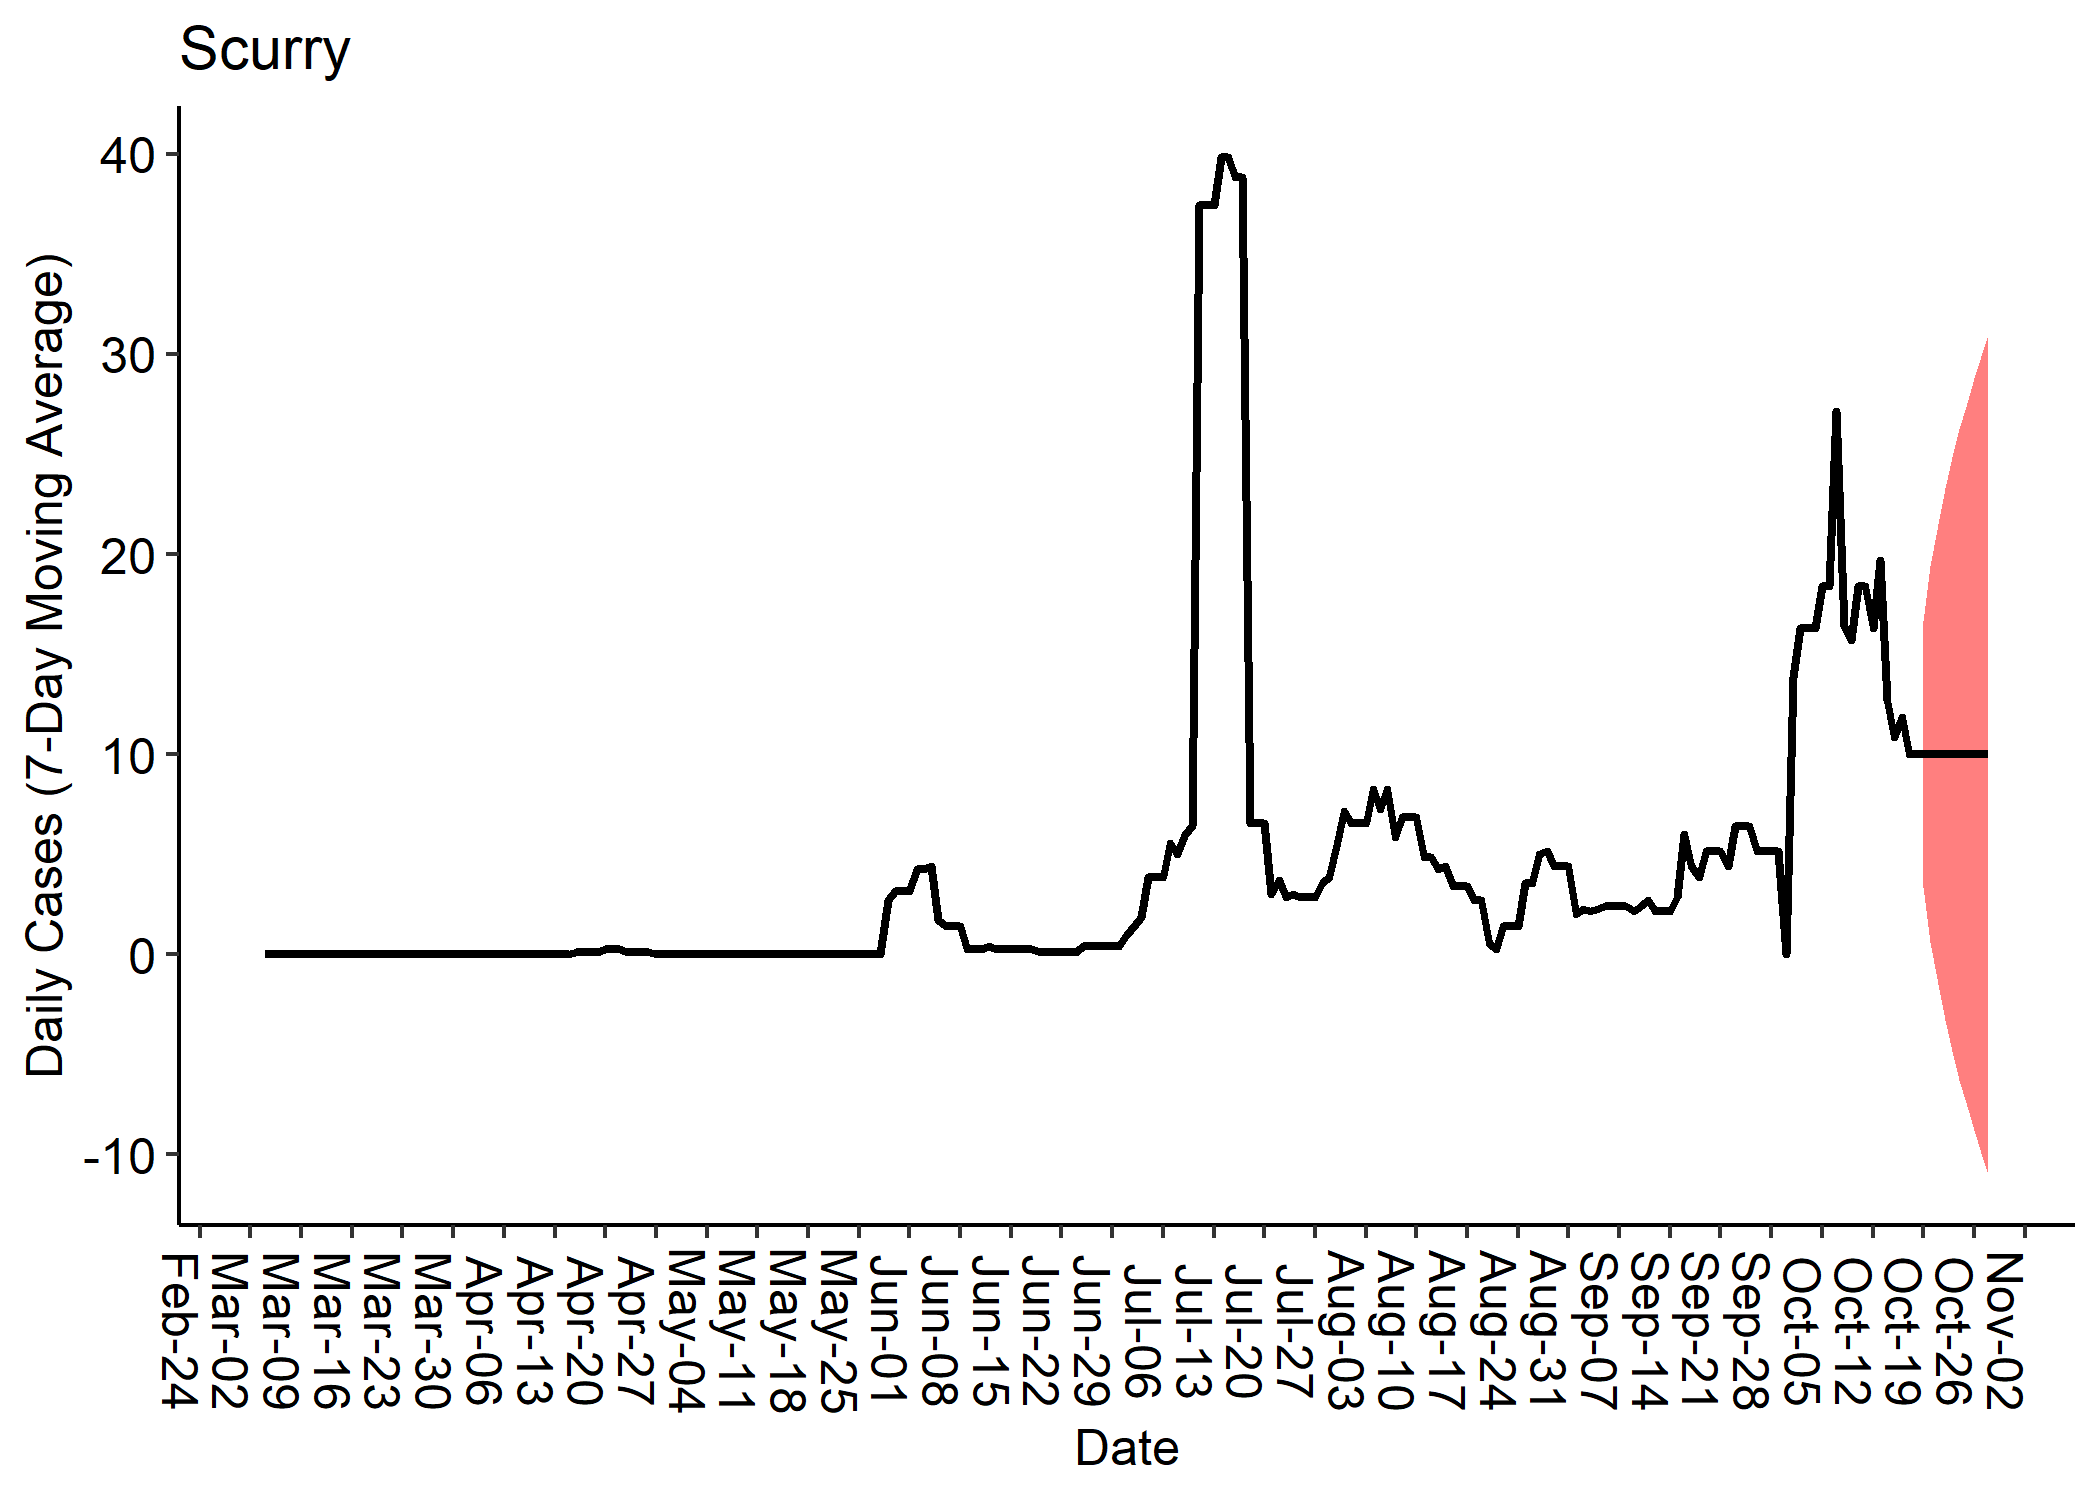 Scurry
Daily Cases (7-Day Moving Average)
40
30
20
10
0
-10
Feb-24
Mar-02
Mar-09
Mar-16
Mar-23
Mar-30
Apr-06
Apr-13
Apr-20
Apr-27
May-04
May-11
May-18
May-25
Jun-01
Jun-08
Jun-15
Jun-22
Jun-29
Jul-06
Jul-13
Jul-20
Jul-27
Aug-03
Aug-10
Aug-17
Aug-24
Aug-31
Sep-07
Sep-14
Sep-21
Sep-28
Oct-05
Oct-12
Oct-19
Oct-26
Nov-02
Date